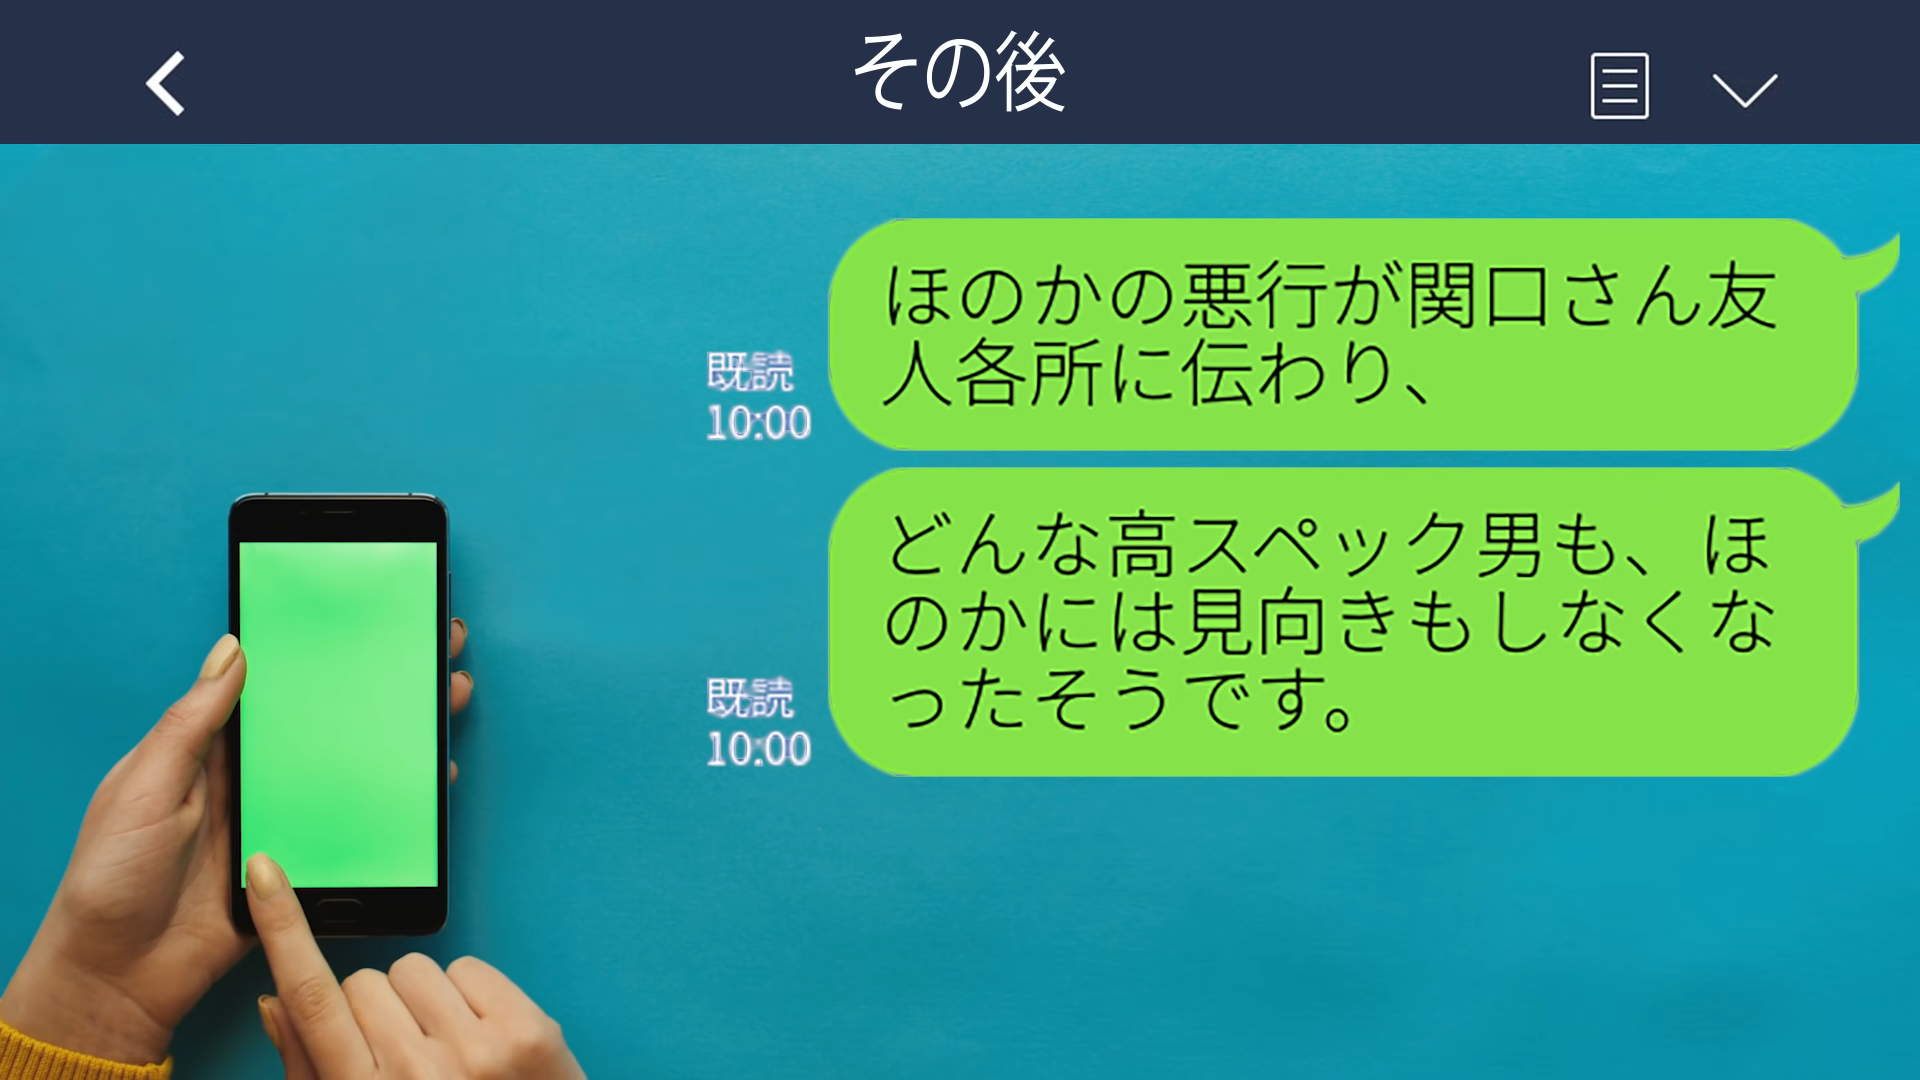 その後
ほのかの悪行が関口さん友
人各所に伝わり、
既読
10:00
どんな高スペック男も、ほ
のかには見向きもしなくな
ったそうです。
既読
10:00